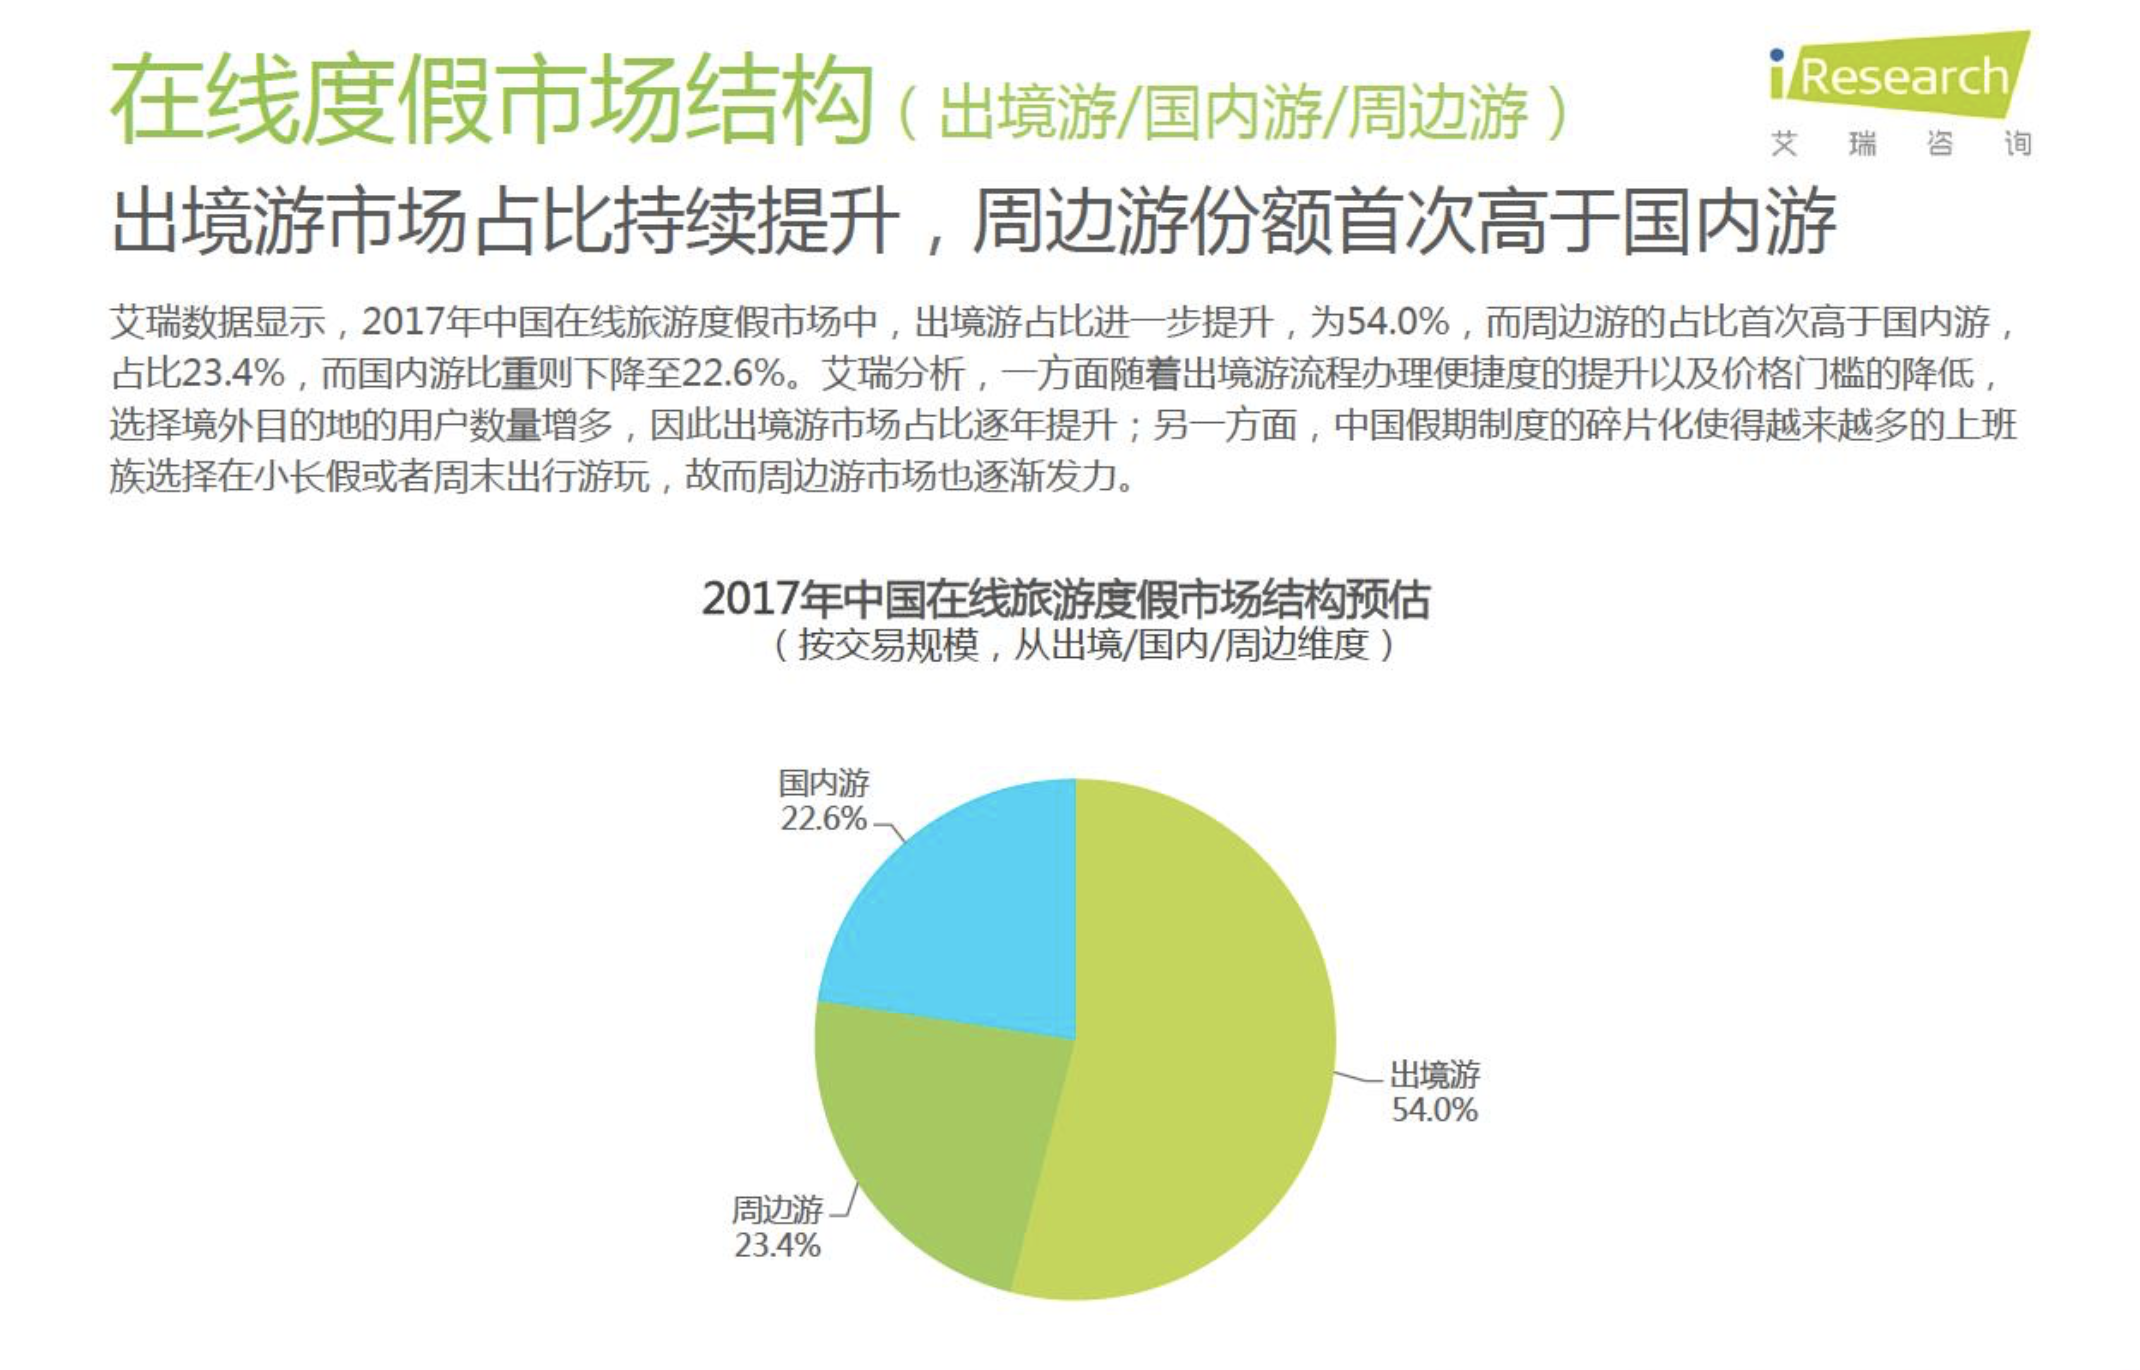 在线度假市场结构（出境游/国内游/周边游）
iResearch
艾瑞咨询
出境游市场占比持续提升，周边游份额首次高于国内游
艾瑞数据显示，2017年中国在线旅游度假市场中，出境游占比进一步提升，为54.0%，而周边游的占比首次高于国内游，
占比23.4%，而国内游比重则下降至22.6%。艾瑞分析，一方面随着出境游流程办理便捷度的提升以及价格门槛的降低，
选择境外目的地的用户数量增多，因此出境游市场占比逐年提升；另一方面，中国假期制度的碎片化使得越来越多的上班
族选择在小长假或者周末出行游玩，故而周边游市场也逐渐发力。
2017年中国在线旅游度假市场结构预估
（按交易规模，从出境/国内/周边维度）
国内游
22.6%
出境游
54.0%
周边游
23.4%